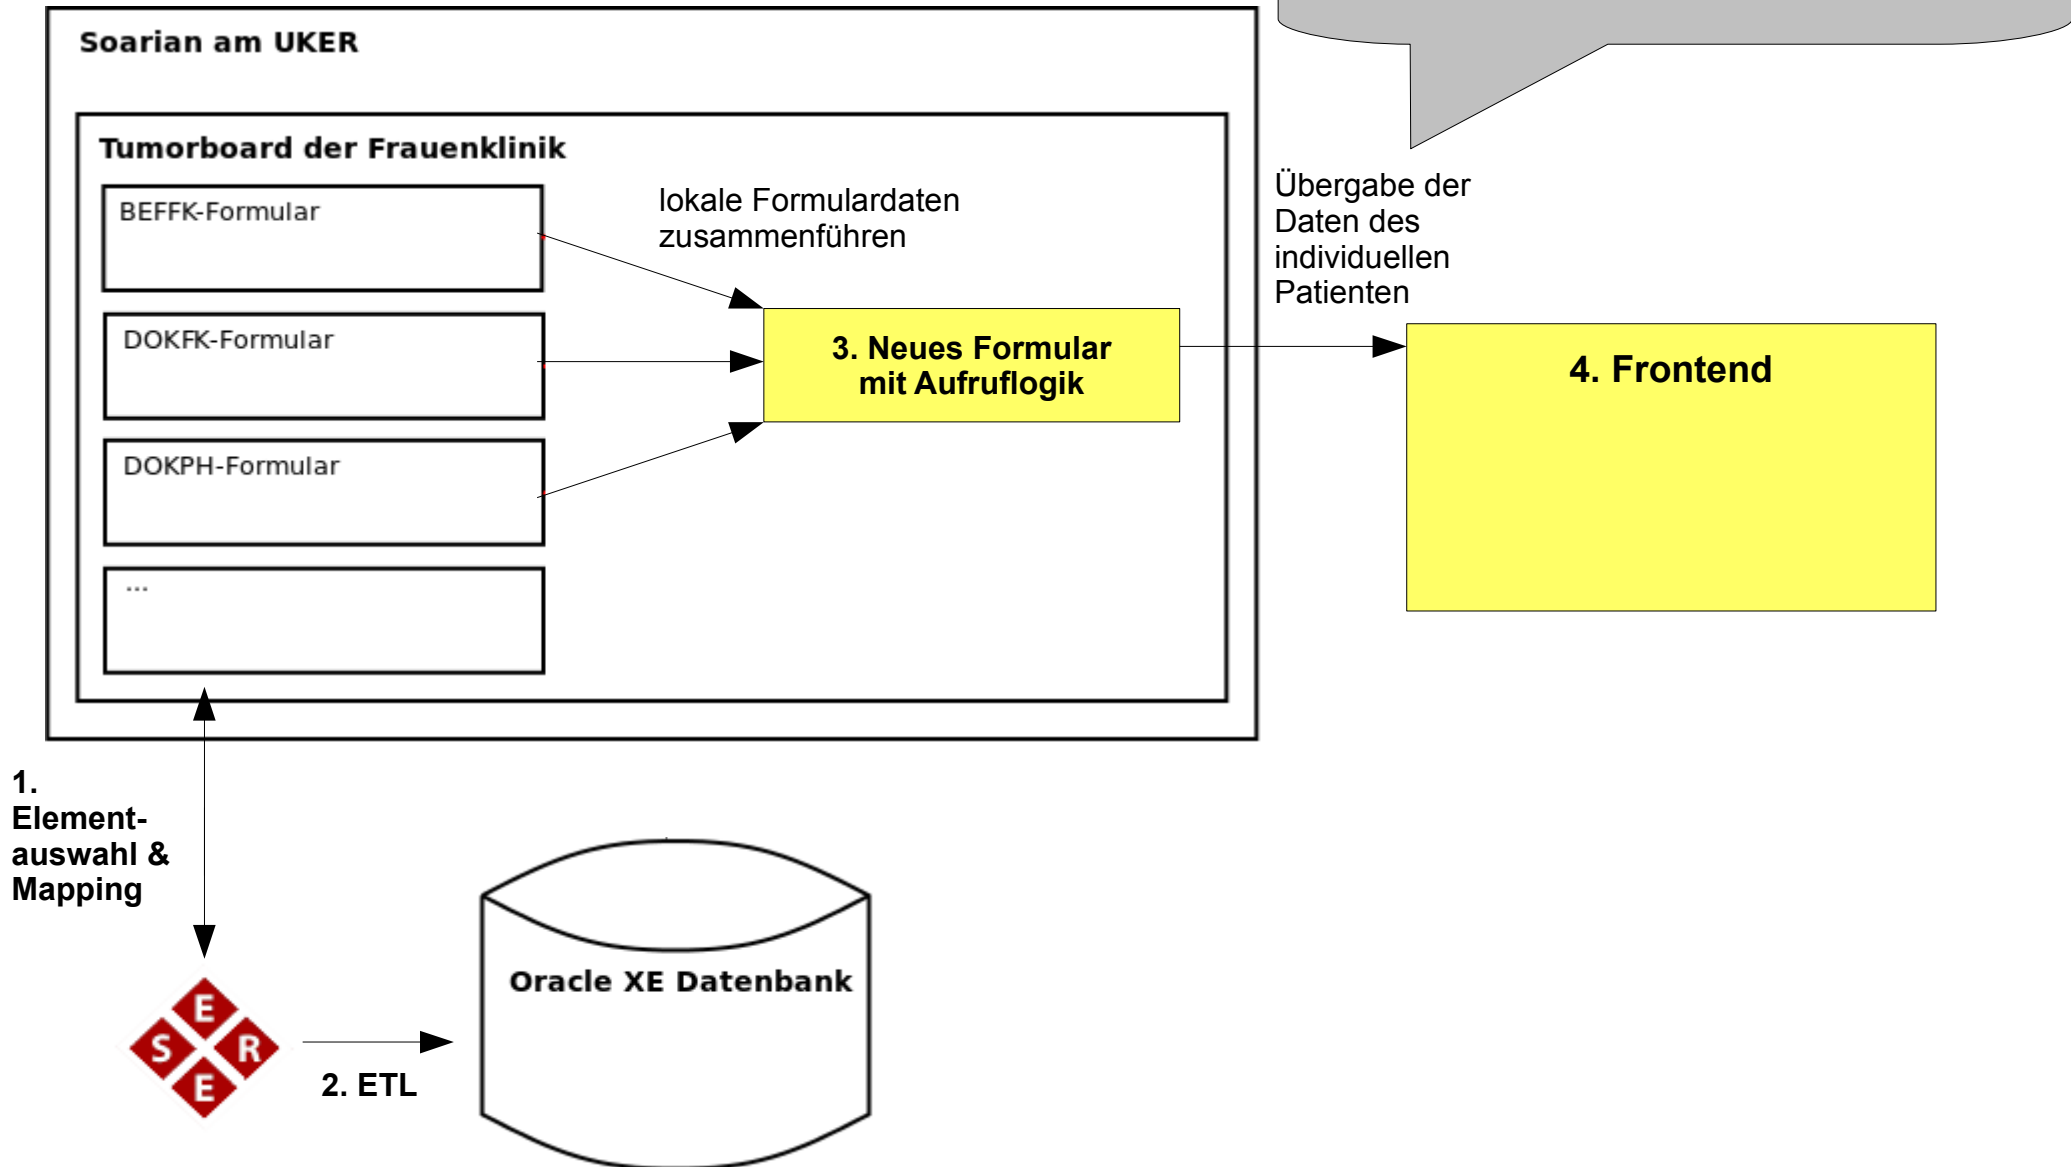 Soarian am UKER
Tumorboard der Frauenklinik
BEFFK-Formular
lokale Formulardaten
zusammenführen
Übergabe der
Daten des
individuellen
Patienten
DOKFK-Formular
3. Neues Formular
mit Aufruflogik
4. Frontend
DOKPH-Formular
...
1.
Element-
auswahl &
Mapping
Oracle XE Datenbank
E
S R
E
2. ETL